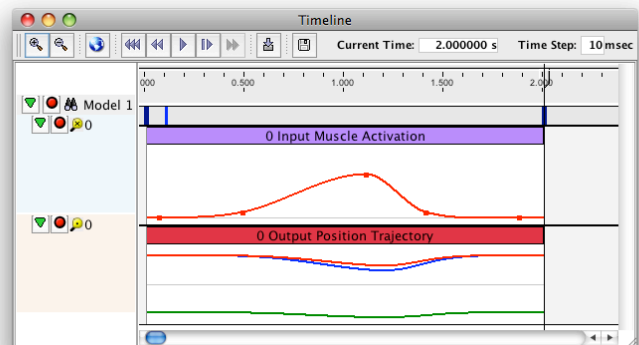 Timeline
Current Time: 2.000000 s Time Step: 10 msec
000 0.500 1.000 1.500 2.000
Model 1
0
0 Input Muscle Activation
0
0 Output Position Trajectory